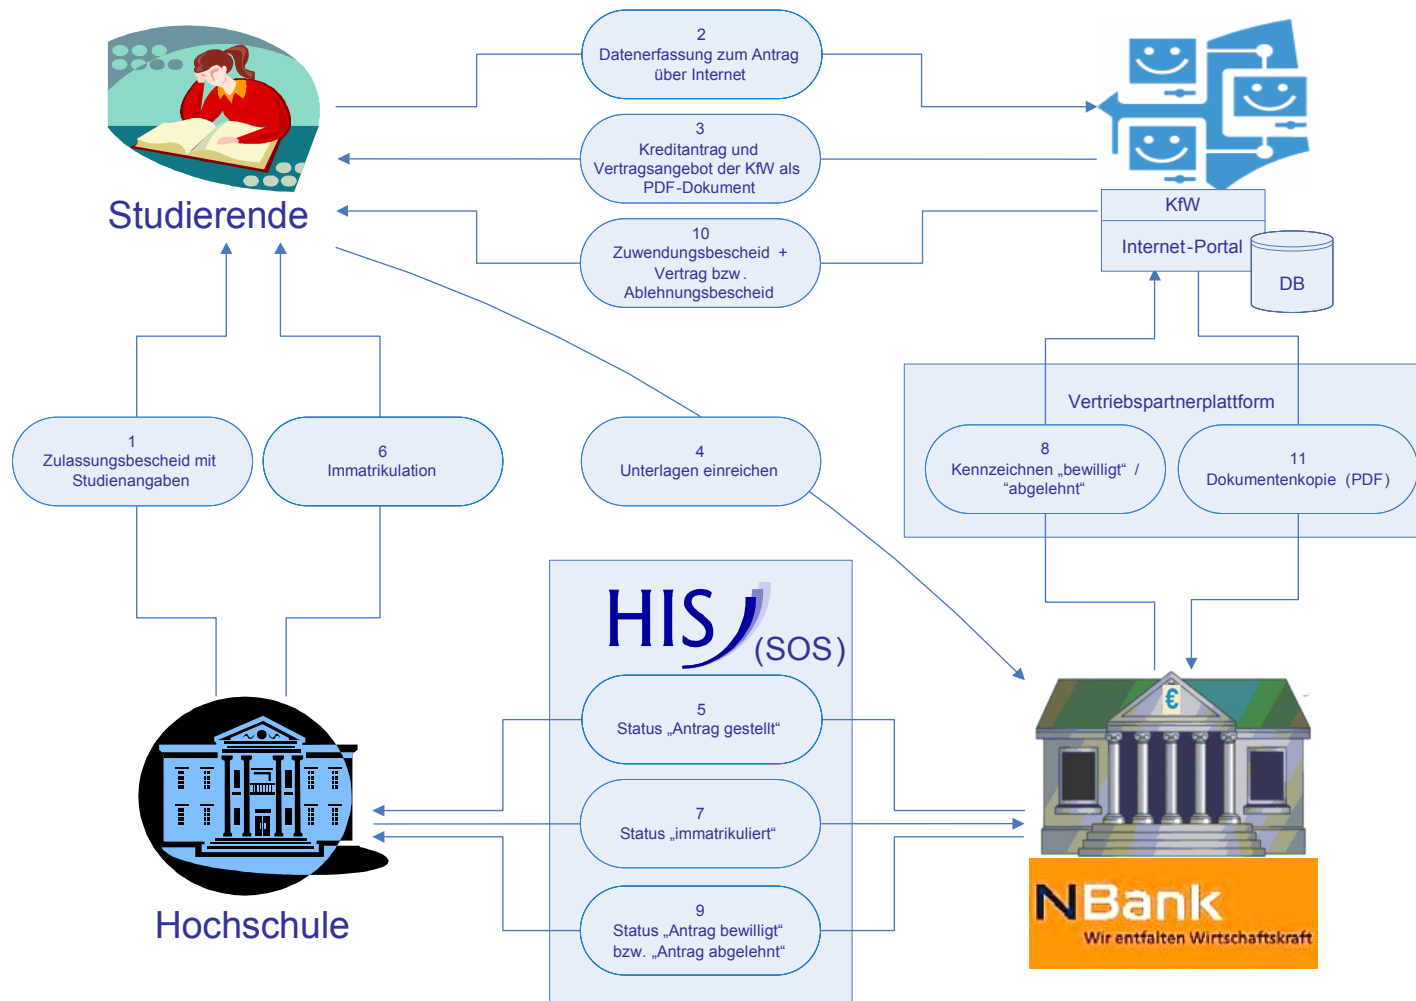 2
Datenerfassung zum Antrag
über Internet
3
Kreditantrag und
Vertragsangebot der KfW als
PDF-Dokument
Studierende
KfW
Internet-Portal
DB
10
Zuwendungsbescheid +
Vertrag bzw.
Ablehnungsbescheid
Vertriebspartnerplattform
1
Zulassungsbescheid mit
Studienangaben
6
Immatrikulation
4
Unterlagen einreichen
8
Kennzeichnen „bewilligt“ /
“abgelehnt“
11
Dokumentenkopie (PDF)
HIS
(SOS)
€
5
Status „Antrag gestellt“
7
Status „immatrikuliert“
9
Status „Antrag bewilligt“
bzw. „Antrag abgelehnt“
Hochschule
NBank
Wir entfalten Wirtschaftskraft